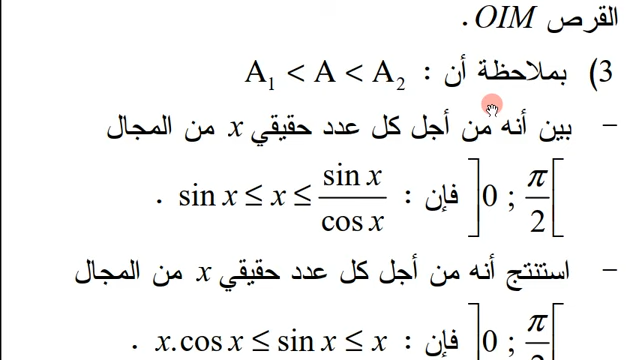 القرص OIM .
3) بملاحظة أن : A₁ < A < A₂
– بين أنه من أجل كل عدد حقيقي x من المجال
]0 ; π/2[ فإن : sin x ≤ x ≤ sin x / cos x .
– استنتج أنه من أجل كل عدد حقيقي x من المجال
]0 ; π/2[ فإن : x.cos x ≤ sin x ≤ x .